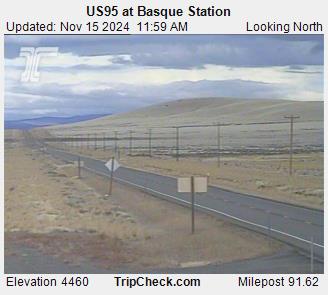 US95 at Basque Station
Updated: Nov 15 2024 11:59 AM Looking North
Elevation 4460 TripCheck.com Milepost 91.62